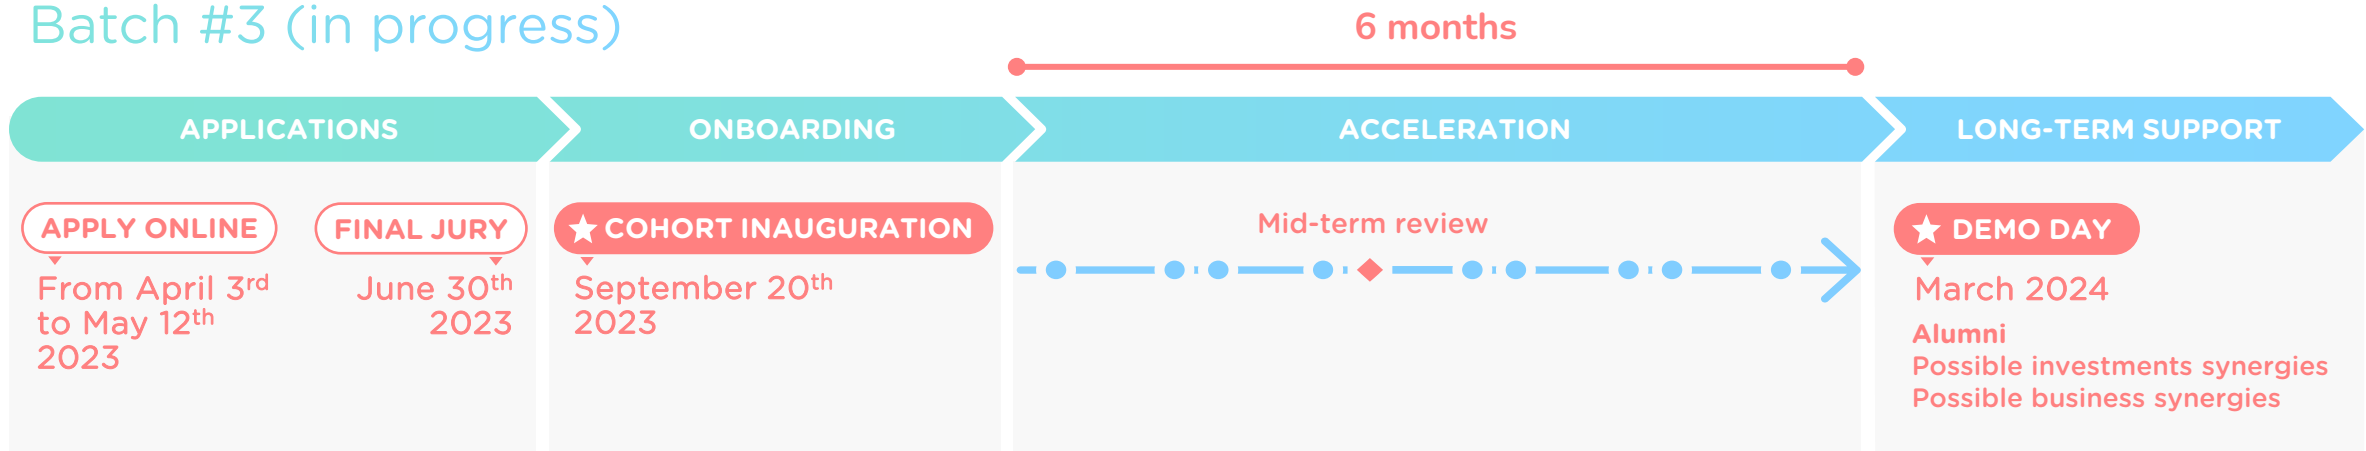 Batch #3 (in progress)
6 months
APPLICATIONS
ONBOARDING
ACCELERATION
LONG-TERM SUPPORT
APPLY ONLINE
From April 3rd
to May 12th
2023
FINAL JURY
June 30th
2023
COHORT INAUGURATION
September 20th
2023
Mid-term review
DEMO DAY
March 2024
Alumni
Possible investments synergies
Possible business synergies